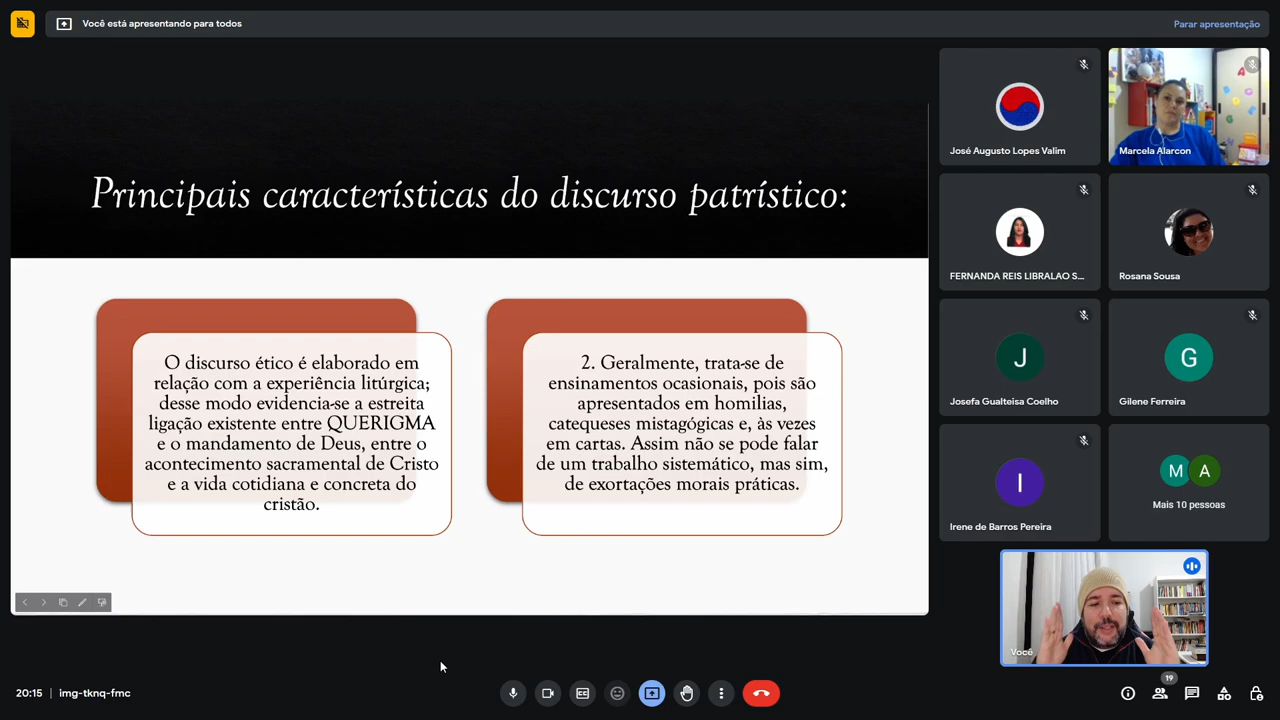 Você está apresentando para todos
Parar apresentação
Principais características do discurso patrístico:
O discurso ético é elaborado em
relação com a experiência litúrgica;
desse modo evidencia-se a estreita
ligação existente entre QUERIGMA
e o mandamento de Deus, entre o
acontecimento sacramental de Cristo
e a vida cotidiana e concreta do
cristão.
2. Geralmente, trata-se de
ensinamentos ocasionais, pois são
apresentados em homilias,
catequeses mistagógicas e, às vezes
em cartas. Assim não se pode falar
de um trabalho sistemático, mas sim,
de exortações morais práticas.
José Augusto Lopes Valim
Marcela Alarcon
FERNANDA REIS LIBRALAO S...
Rosana Sousa
J
Josefa Gualteisa Coelho
G
Gilene Ferreira
I
Irene de Barros Pereira
M A
Mais 10 pessoas
Você
20:15 | img-tknq-fmc
19